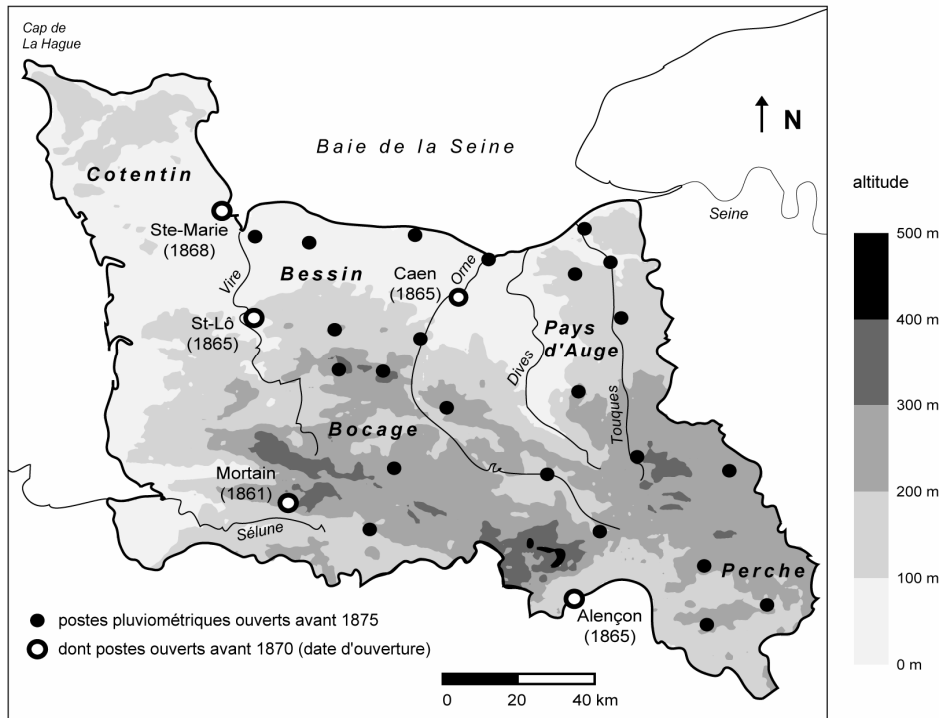 Cap de
La Hague
N
Baie de la Seine
Cotentin
altitude
Seine
Ste-Marie
(1868)
500 m
Bessin
Caen
(1865)
Orne
Vire
St-Lô
(1865)
Pays
d'Auge
400 m
Dives
Touques
300 m
Bocage
Mortain
(1861)
200 m
Sélune
Perche
100 m
postes pluviométriques ouverts avant 1875
Alençon
(1865)
dont postes ouverts avant 1870 (date d'ouverture)
0 m
0 20 40 km